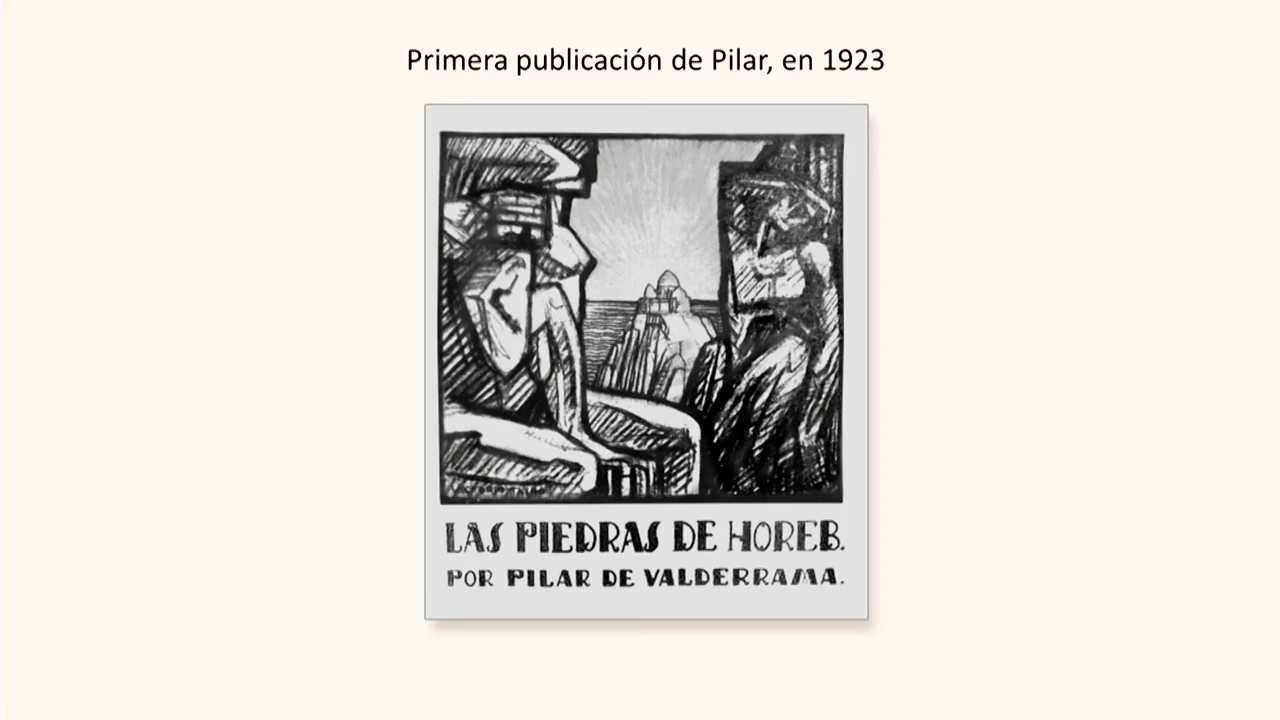 Primera publicación de Pilar, en 1923
LAS PIEDRAS DE HOREB.
POR PILAR DE VALDERRAMA.